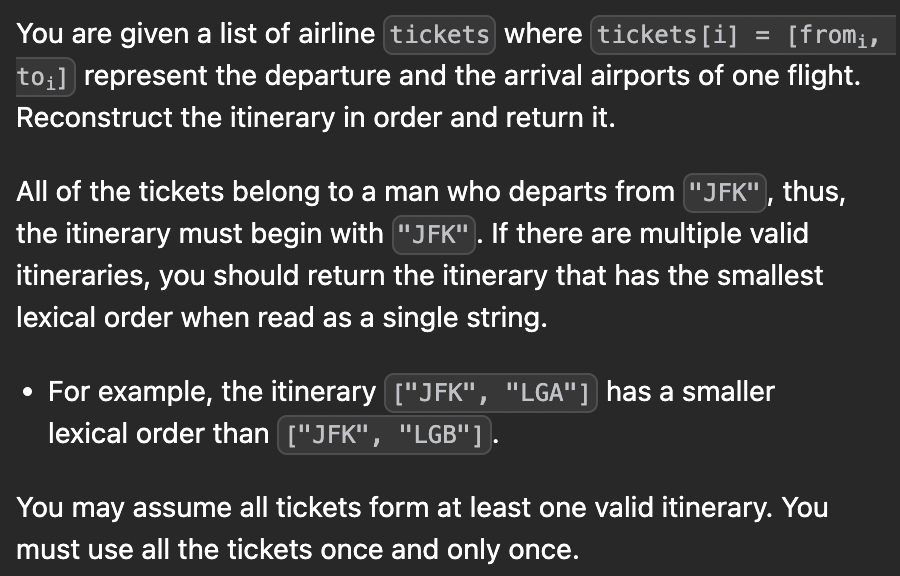 You are given a list of airline tickets where tickets[i] = [fromᵢ,
toᵢ] represent the departure and the arrival airports of one flight.
Reconstruct the itinerary in order and return it.
All of the tickets belong to a man who departs from "JFK", thus,
the itinerary must begin with "JFK". If there are multiple valid
itineraries, you should return the itinerary that has the smallest
lexical order when read as a single string.
• For example, the itinerary ["JFK", "LGA"] has a smaller
lexical order than ["JFK", "LGB"].
You may assume all tickets form at least one valid itinerary. You
must use all the tickets once and only once.